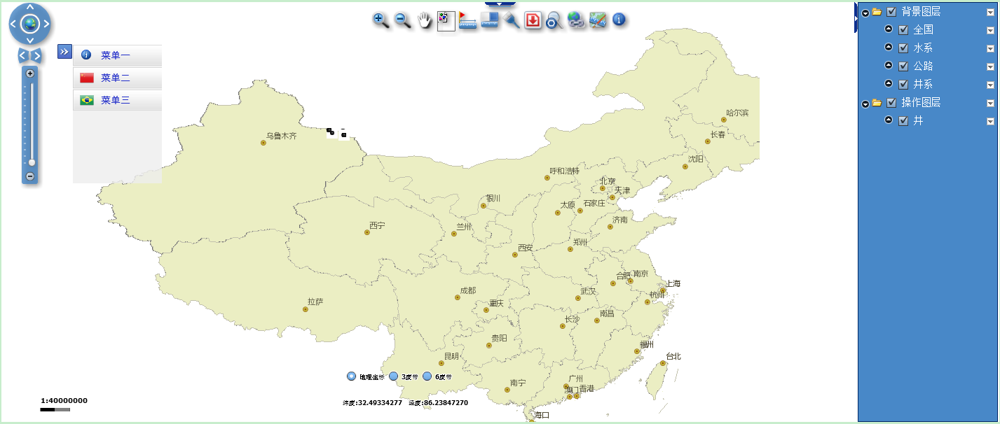 菜单一
菜单二
菜单三
背景图层
全国
水系
公路
井系
操作图层
井
哈尔滨
长春
乌鲁木齐
沈阳
呼和浩特
北京
天津
银川
太原
石家庄
济南
西宁
兰州
郑州
西安
合肥
南京
上海
成都
武汉
杭州
拉萨
重庆
长沙
南昌
贵阳
福州
昆明
台北
地理坐标 3度带 6度带
广州
南宁
澳门
香港
1:40000000
纬度:32.49334277 经度:86.23847270
海口